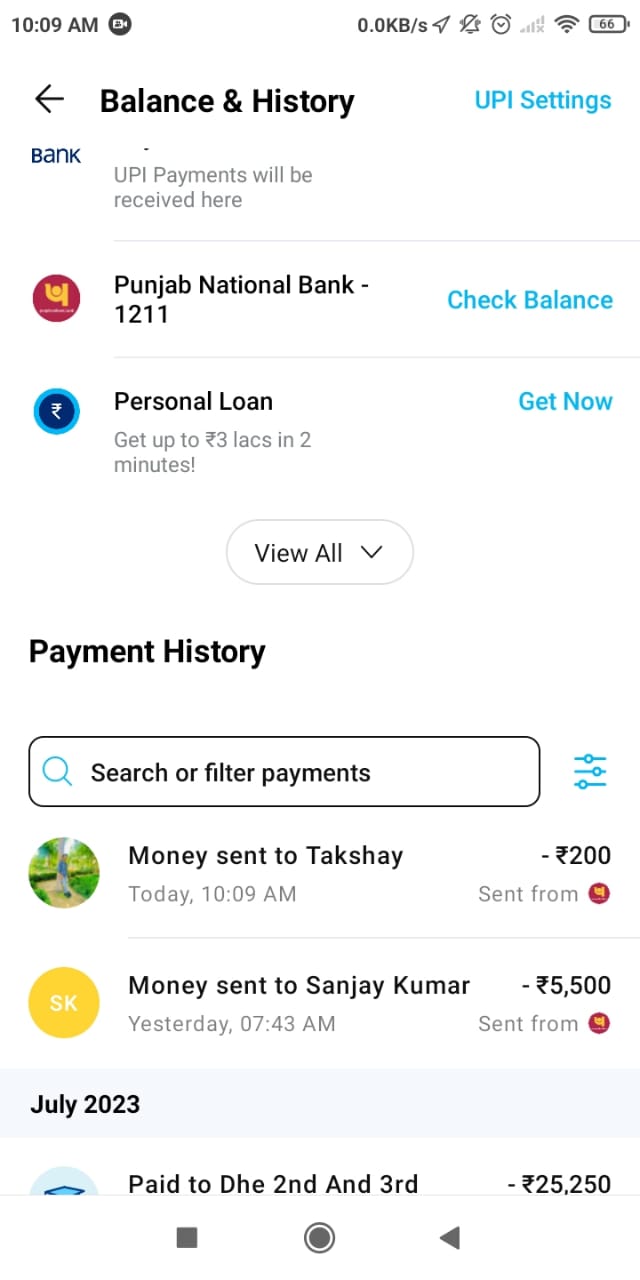 10:09 AM 0.0KB/s 66
Balance & History UPI Settings
BANK
UPI Payments will be
received here
Punjab National Bank -
1211
Check Balance
Personal Loan Get Now
Get up to ₹3 lacs in 2
minutes!
View All
Payment History
Search or filter payments
Money sent to Takshay - ₹200
Today, 10:09 AM Sent from
Money sent to Sanjay Kumar - ₹5,500
SK
Yesterday, 07:43 AM Sent from
July 2023
Paid to Dhe 2nd And 3rd - ₹25,250